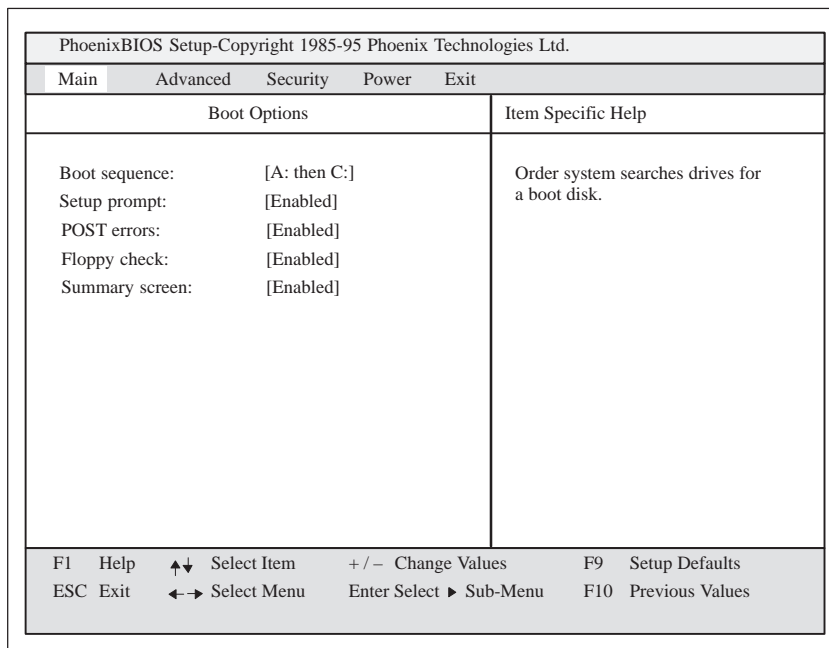 PhoenixBIOS Setup-Copyright 1985-95 Phoenix Technologies Ltd.
Main Advanced Security Power Exit
Boot Options
Item Specific Help
Boot sequence: [A: then C:]
Setup prompt: [Enabled]
POST errors: [Enabled]
Floppy check: [Enabled]
Summary screen: [Enabled]
Order system searches drives for
a boot disk.
F1 Help Select Item + / – Change Values F9 Setup Defaults
ESC Exit Select Menu Enter Select Sub-Menu F10 Previous Values